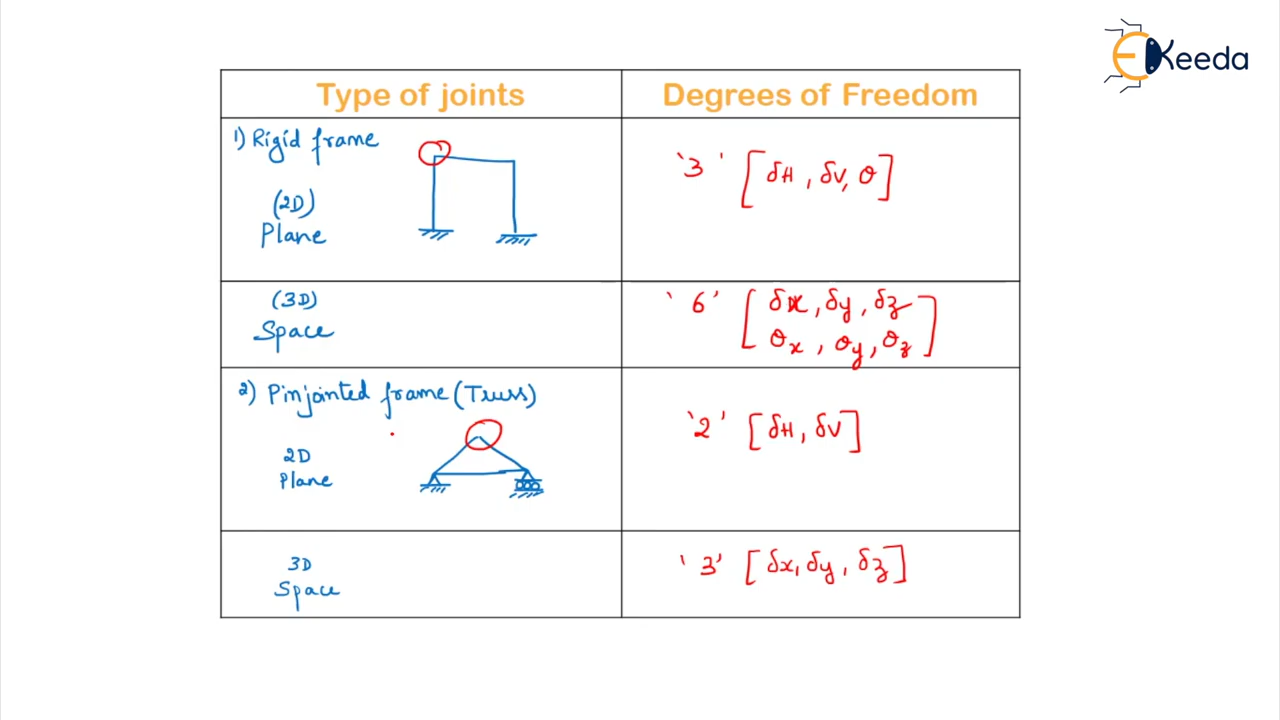 EKeeda
Type of joints
Degrees of Freedom
1) Rigid frame
(2D)
Plane
'3' [δH, δV, θ]
(3D)
Space
'6' [δx, δy, δz
θx, θy, θz]
2) Pinjointed frame (Truss)
2D
Plane
'2' [δH, δV]
3D
Space
'3' [δx, δy, δz]